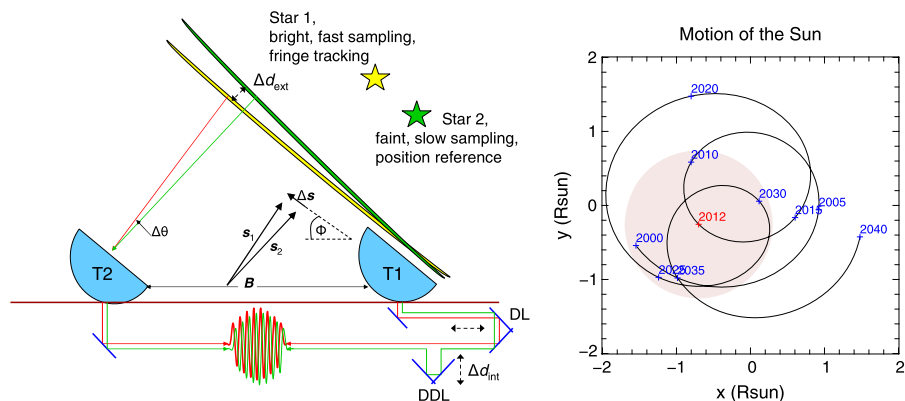 Star 1,
bright, fast sampling,
fringe tracking
Δd_ext
Star 2,
faint, slow sampling,
position reference
Δs
s₁
s₂
Φ
Δθ
T2
B
T1
DL
Δd_int
DDL
Motion of the Sun
y (Rsun)
2
1
0
−1
−2
2020
2010
2030
2015
2005
2012
2000
2040
2025
2035
−2
−1
0
1
2
x (Rsun)